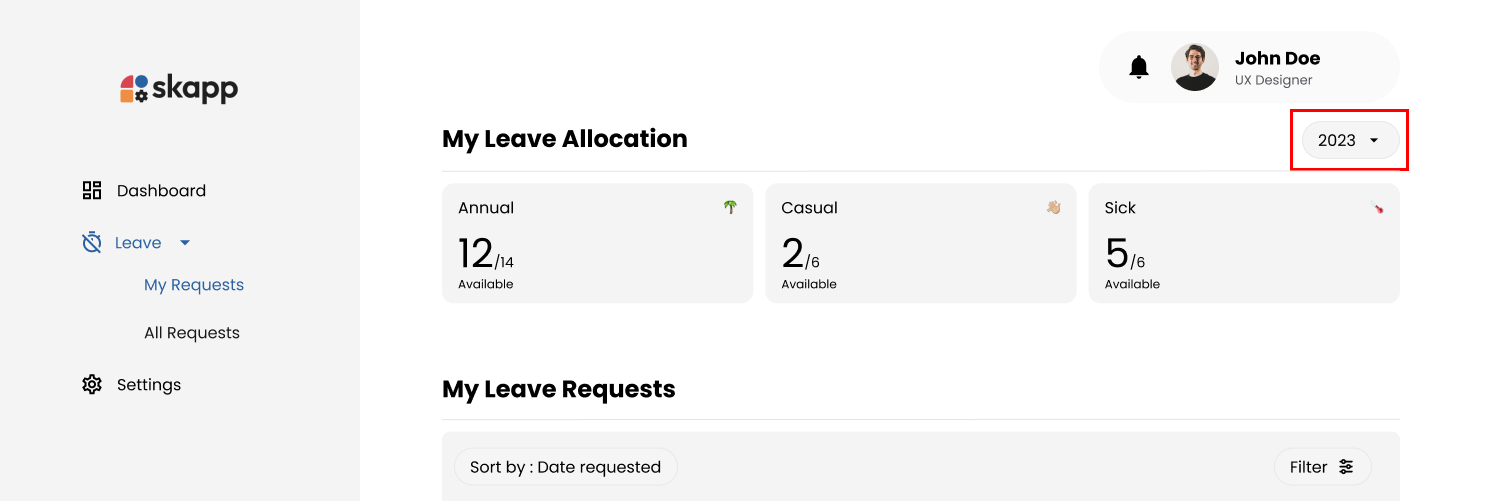 skapp
Dashboard
Leave
My Requests
All Requests
Settings
John Doe
UX Designer
My Leave Allocation
2023
Annual
12/14
Available
Casual
2/6
Available
Sick
5/6
Available
My Leave Requests
Sort by : Date requested
Filter